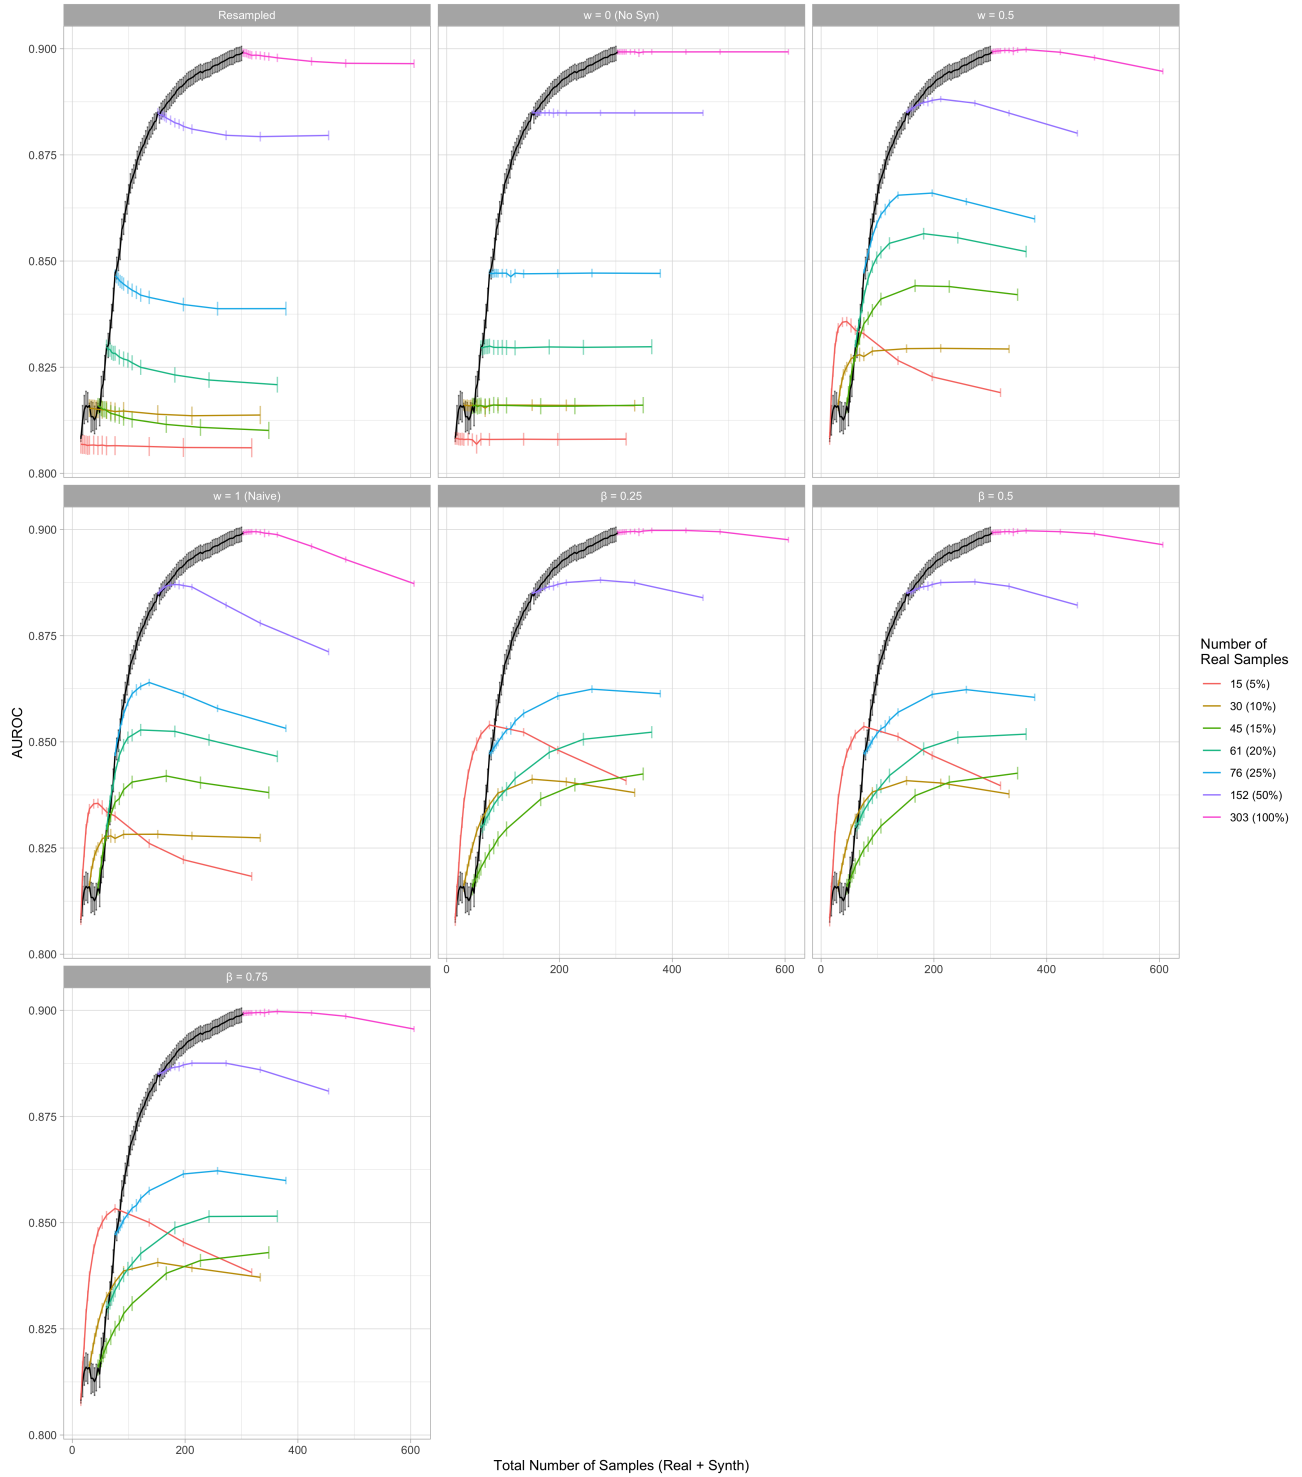 Resampled
w = 0 (No Syn)
w = 0.5
0.900
0.875
0.850
0.825
0.800
w = 1 (Naive)
β = 0.25
β = 0.5
0.900
0.875
0.850
0.825
0.800
0 200 400 600
0 200 400 600
β = 0.75
0.900
0.875
0.850
0.825
0.800
0 200 400 600
AUROC
Total Number of Samples (Real + Synth)
Number of
Real Samples
15 (5%)
30 (10%)
45 (15%)
61 (20%)
76 (25%)
152 (50%)
303 (100%)